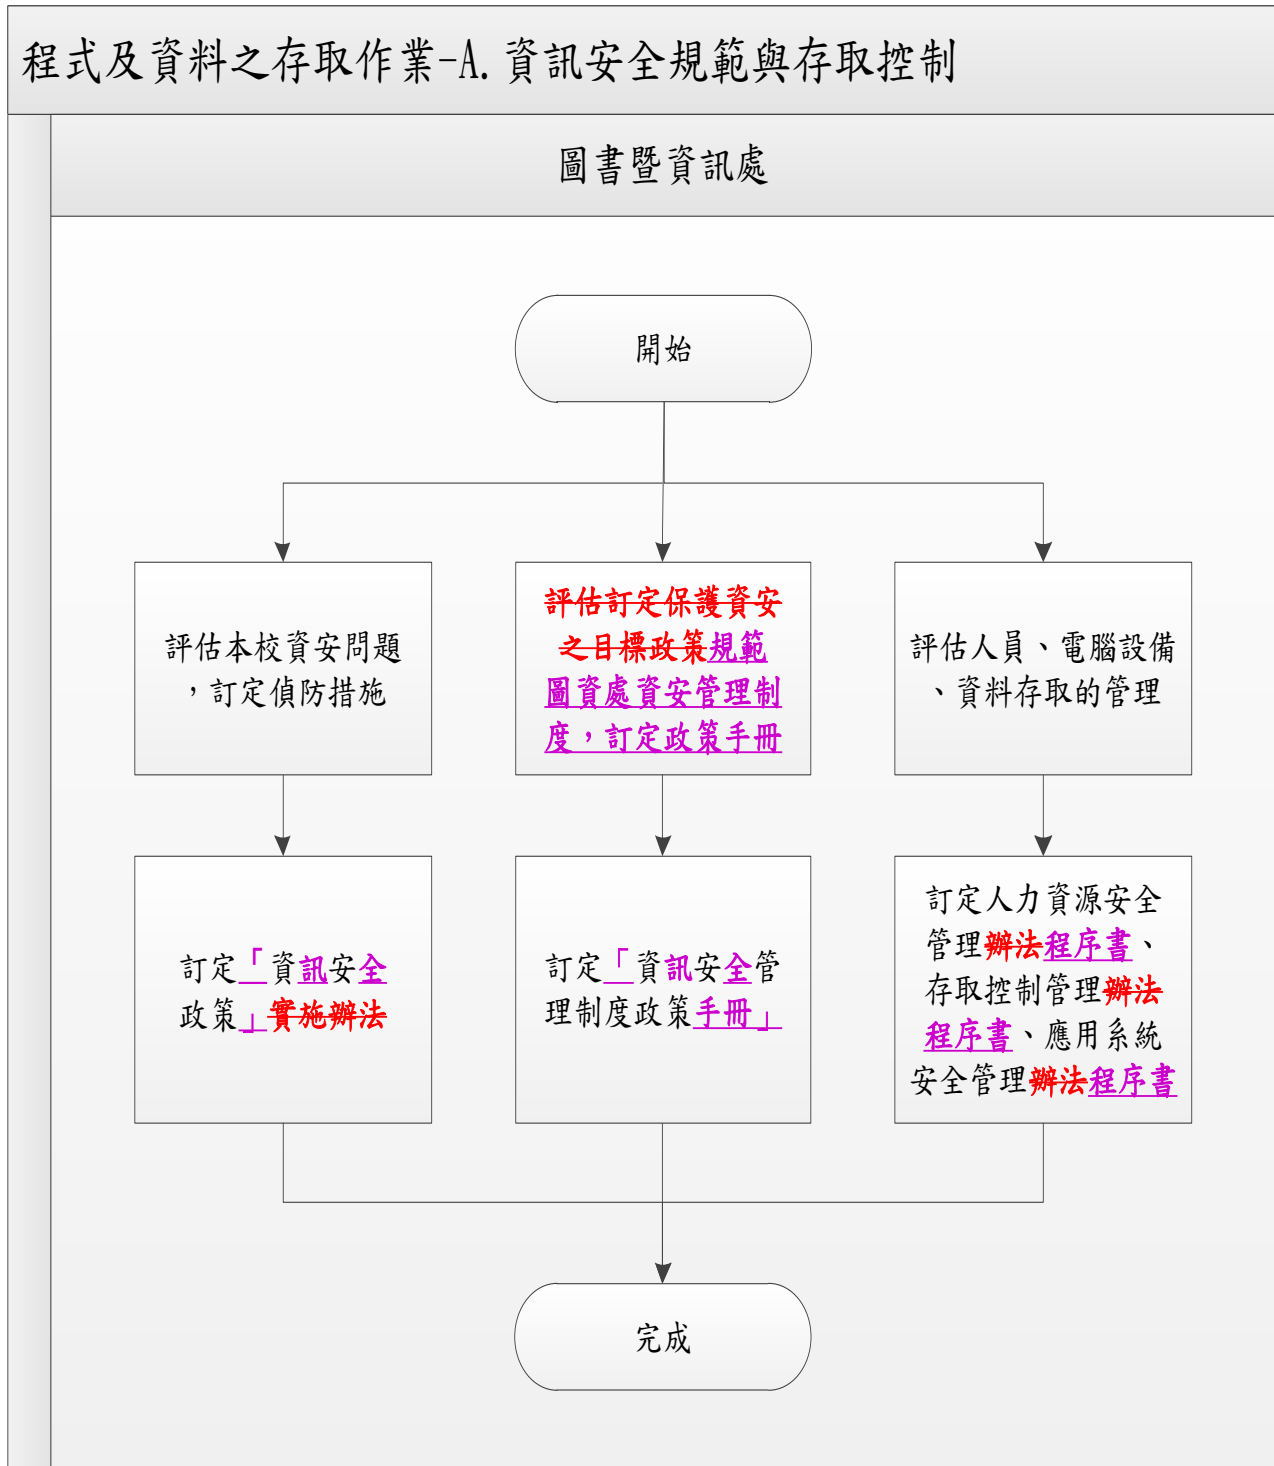 程式及資料之存取作業-A.資訊安全規範與存取控制
圖書暨資訊處
開始
評估本校資安問題
，訂定偵防措施
評估訂定保護資安
之目標政策規範
圖資處資安管理制
度，訂定政策手冊
評估人員、電腦設備
、資料存取的管理
訂定「資訊安全
政策」實施辦法
訂定「資訊安全管
理制度政策手冊」
訂定人力資源安全
管理辦法程序書、
存取控制管理辦法
程序書、應用系統
安全管理辦法程序書
完成